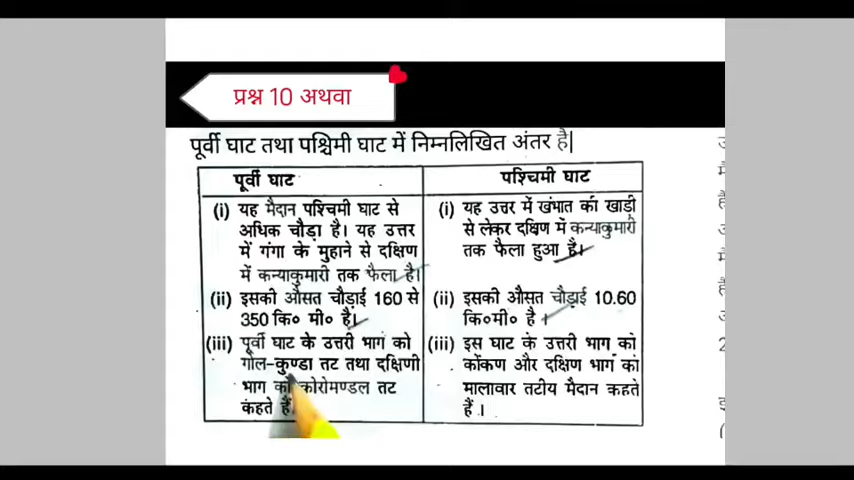 प्रश्न 10 अथवा
पूर्वी घाट तथा पश्चिमी घाट में निम्नलिखित अंतर है|
पूर्वी घाट
(i) यह मैदान पश्चिमी घाट से
अधिक चौड़ा है। यह उत्तर
में गंगा के मुहाने से दक्षिण
में कन्याकुमारी तक फैला है।
(ii) इसकी औसत चौड़ाई 160 से
350 कि० मी० है।
(iii) पूर्वी घाट के उत्तरी भाग को
गोल-कुण्डा तट तथा दक्षिणी
भाग को कोरोमण्डल तट
कहते हैं
पश्चिमी घाट
(i) यह उत्तर में खंभात की खाड़ी
से लेकर दक्षिण में कन्याकुमारी
तक फैला हुआ है।
(ii) इसकी औसत चौड़ाई 10.60
कि०मी० है ।
(iii) इस घाट के उत्तरी भाग को
कोंकण और दक्षिण भाग को
मालावार तटीय मैदान कहते
हैं ।